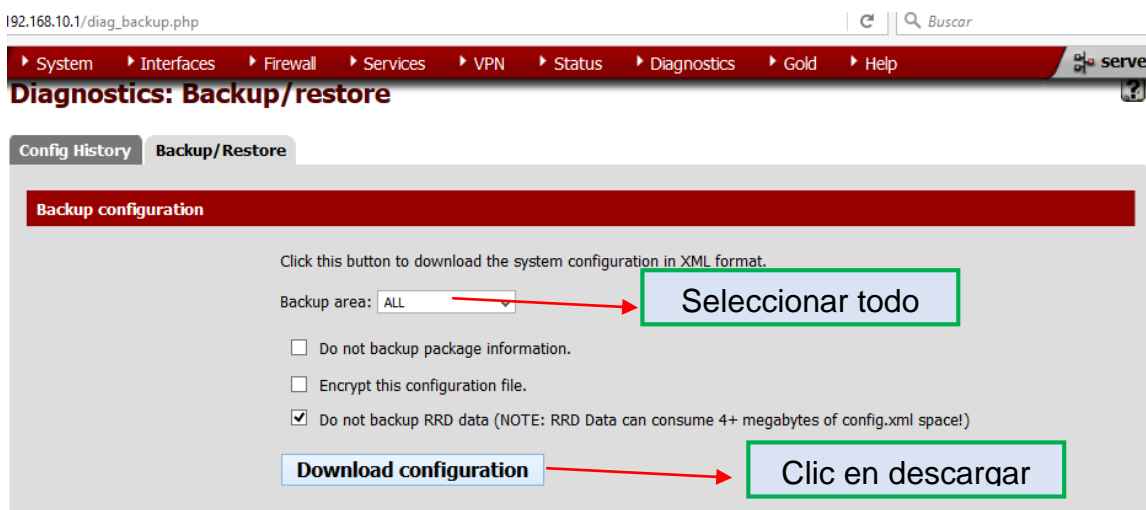 192.168.10.1/diag_backup.php
Buscar
System Interfaces Firewall Services VPN Status Diagnostics Gold Help serve
Diagnostics: Backup/restore ?
Config History Backup/Restore
Backup configuration
Click this button to download the system configuration in XML format.
Backup area: ALL
Seleccionar todo
Do not backup package information.
Encrypt this configuration file.
Do not backup RRD data (NOTE: RRD Data can consume 4+ megabytes of config.xml space!)
Download configuration
Clic en descargar